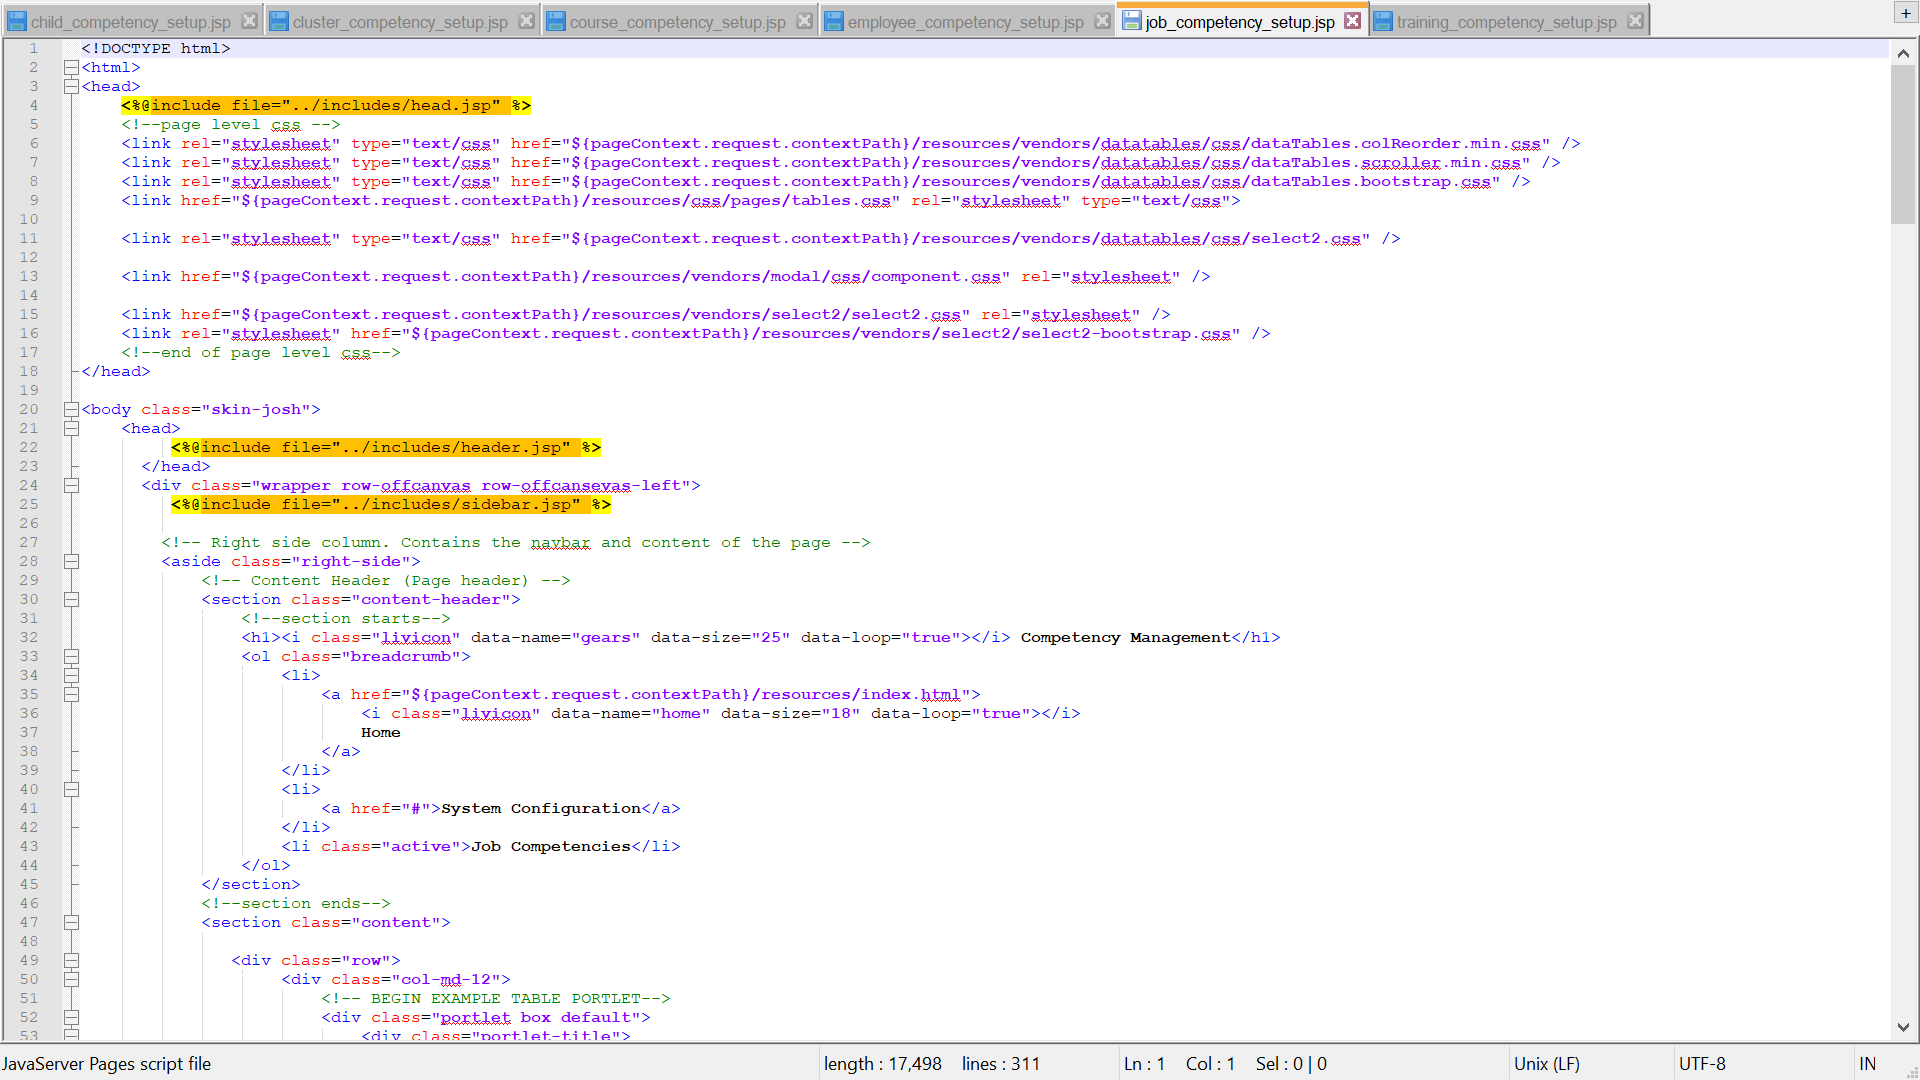 child_competency_setup.jsp cluster_competency_setup.jsp course_competency_setup.jsp employee_competency_setup.jsp job_competency_setup.jsp training_competency_setup.jsp +
1 <!DOCTYPE html>
2 <html>
3 <head>
4 <%@include file="../includes/head.jsp" %>
5 <!--page level css -->
6 <link rel="stylesheet" type="text/css" href="${pageContext.request.contextPath}/resources/vendors/datatables/css/dataTables.colReorder.min.css" />
7 <link rel="stylesheet" type="text/css" href="${pageContext.request.contextPath}/resources/vendors/datatables/css/dataTables.scroller.min.css" />
8 <link rel="stylesheet" type="text/css" href="${pageContext.request.contextPath}/resources/vendors/datatables/css/dataTables.bootstrap.css" />
9 <link href="${pageContext.request.contextPath}/resources/css/pages/tables.css" rel="stylesheet" type="text/css">
10
11 <link rel="stylesheet" type="text/css" href="${pageContext.request.contextPath}/resources/vendors/datatables/css/select2.css" />
12
13 <link href="${pageContext.request.contextPath}/resources/vendors/modal/css/component.css" rel="stylesheet" />
14
15 <link href="${pageContext.request.contextPath}/resources/vendors/select2/select2.css" rel="stylesheet" />
16 <link rel="stylesheet" href="${pageContext.request.contextPath}/resources/vendors/select2/select2-bootstrap.css" />
17 <!--end of page level css-->
18 </head>
19
20 <body class="skin-josh">
21 <head>
22 <%@include file="../includes/header.jsp" %>
23 </head>
24 <div class="wrapper row-offcanvas row-offcansevas-left">
25 <%@include file="../includes/sidebar.jsp" %>
26
27 <!-- Right side column. Contains the navbar and content of the page -->
28 <aside class="right-side">
29 <!-- Content Header (Page header) -->
30 <section class="content-header">
31 <!--section starts-->
32 <h1><i class="livicon" data-name="gears" data-size="25" data-loop="true"></i> Competency Management</h1>
33 <ol class="breadcrumb">
34 <li>
35 <a href="${pageContext.request.contextPath}/resources/index.html">
36 <i class="livicon" data-name="home" data-size="18" data-loop="true"></i>
37 Home
38 </a>
39 </li>
40 <li>
41 <a href="#">System Configuration</a>
42 </li>
43 <li class="active">Job Competencies</li>
44 </ol>
45 </section>
46 <!--section ends-->
47 <section class="content">
48
49 <div class="row">
50 <div class="col-md-12">
51 <!-- BEGIN EXAMPLE TABLE PORTLET-->
52 <div class="portlet box default">
53 <div class="portlet-title">
JavaServer Pages script file length : 17,498 lines : 311 Ln : 1 Col : 1 Sel : 0 | 0 Unix (LF) UTF-8 IN